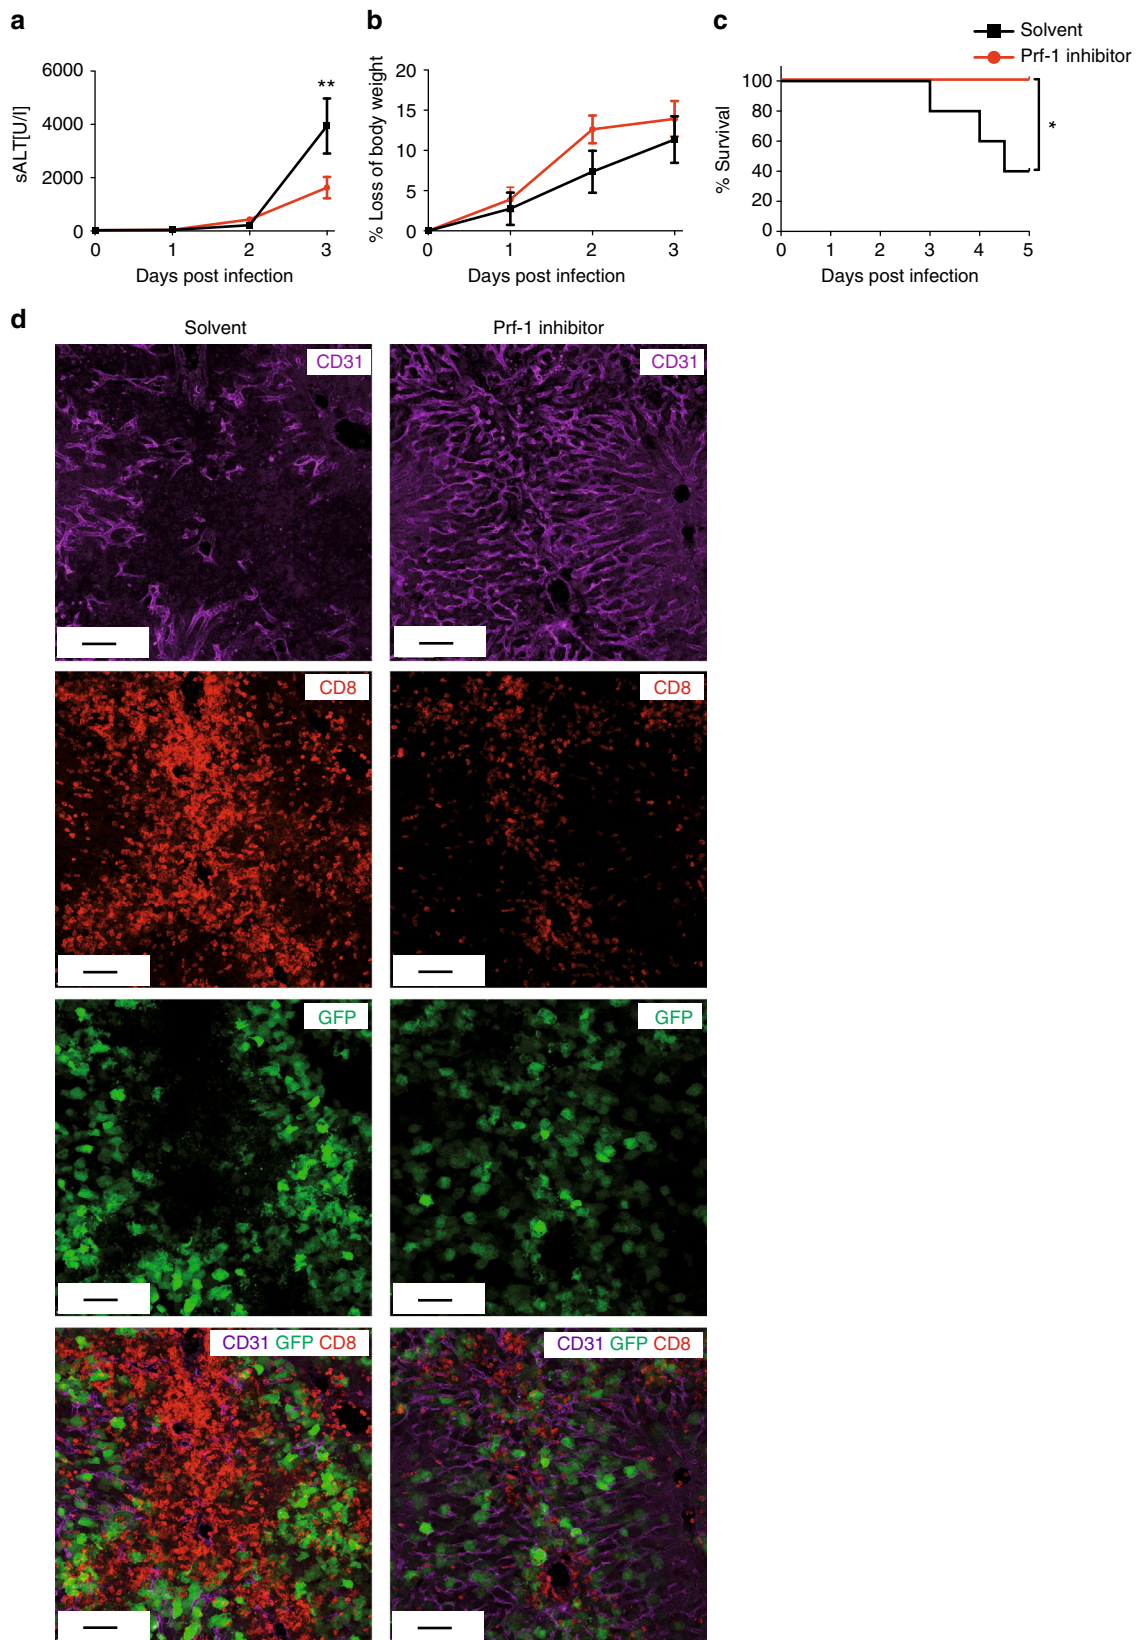 a
b
c
Solvent
Prf-1 inhibitor
sALT[U/l]
6000
4000
2000
0
**
0 1 2 3
Days post infection
% Loss of body weight
20
15
10
5
0
0 1 2 3
Days post infection
% Survival
100
80
60
40
20
0
*
0 1 2 3 4 5
Days post infection
d
Solvent
Prf-1 inhibitor
CD31
CD31
CD8
CD8
GFP
GFP
CD31 GFP CD8
CD31 GFP CD8